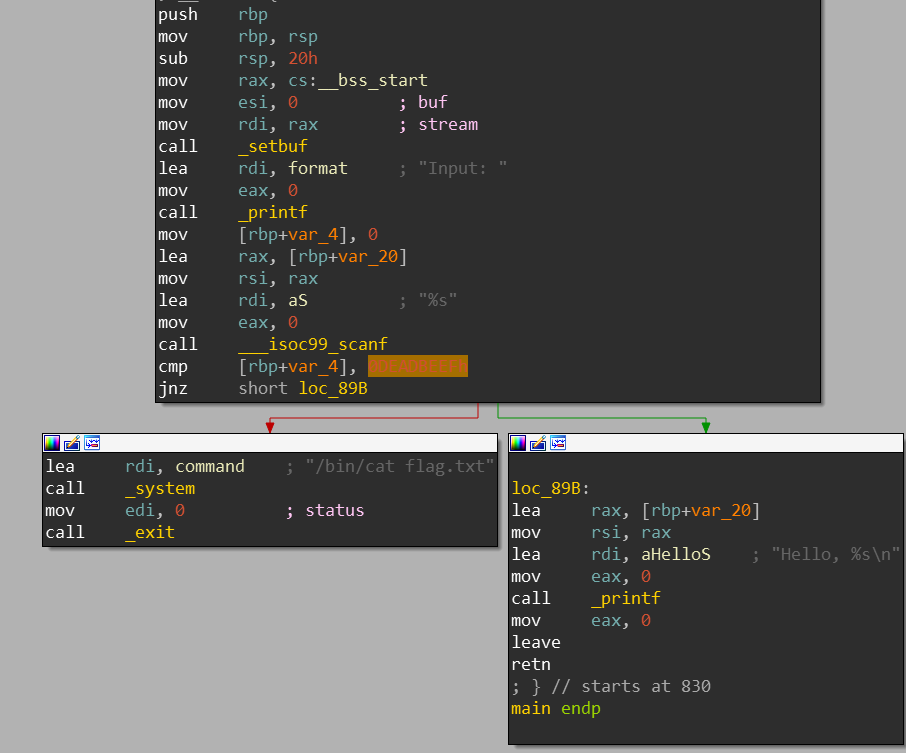 push rbp
mov rbp, rsp
sub rsp, 20h
mov rax, cs:__bss_start
mov esi, 0 ; buf
mov rdi, rax ; stream
call _setbuf
lea rdi, format ; "Input: "
mov eax, 0
call _printf
mov [rbp+var_4], 0
lea rax, [rbp+var_20]
mov rsi, rax
lea rdi, aS ; "%s"
mov eax, 0
call ___isoc99_scanf
cmp [rbp+var_4],
jnz short loc_89B
lea rdi, command ; "/bin/cat flag.txt"
call _system
mov edi, 0 ; status
call _exit
loc_89B:
lea rax, [rbp+var_20]
mov rsi, rax
lea rdi, aHelloS ; "Hello, %s\n"
mov eax, 0
call _printf
mov eax, 0
leave
retn
; } // starts at 830
main endp